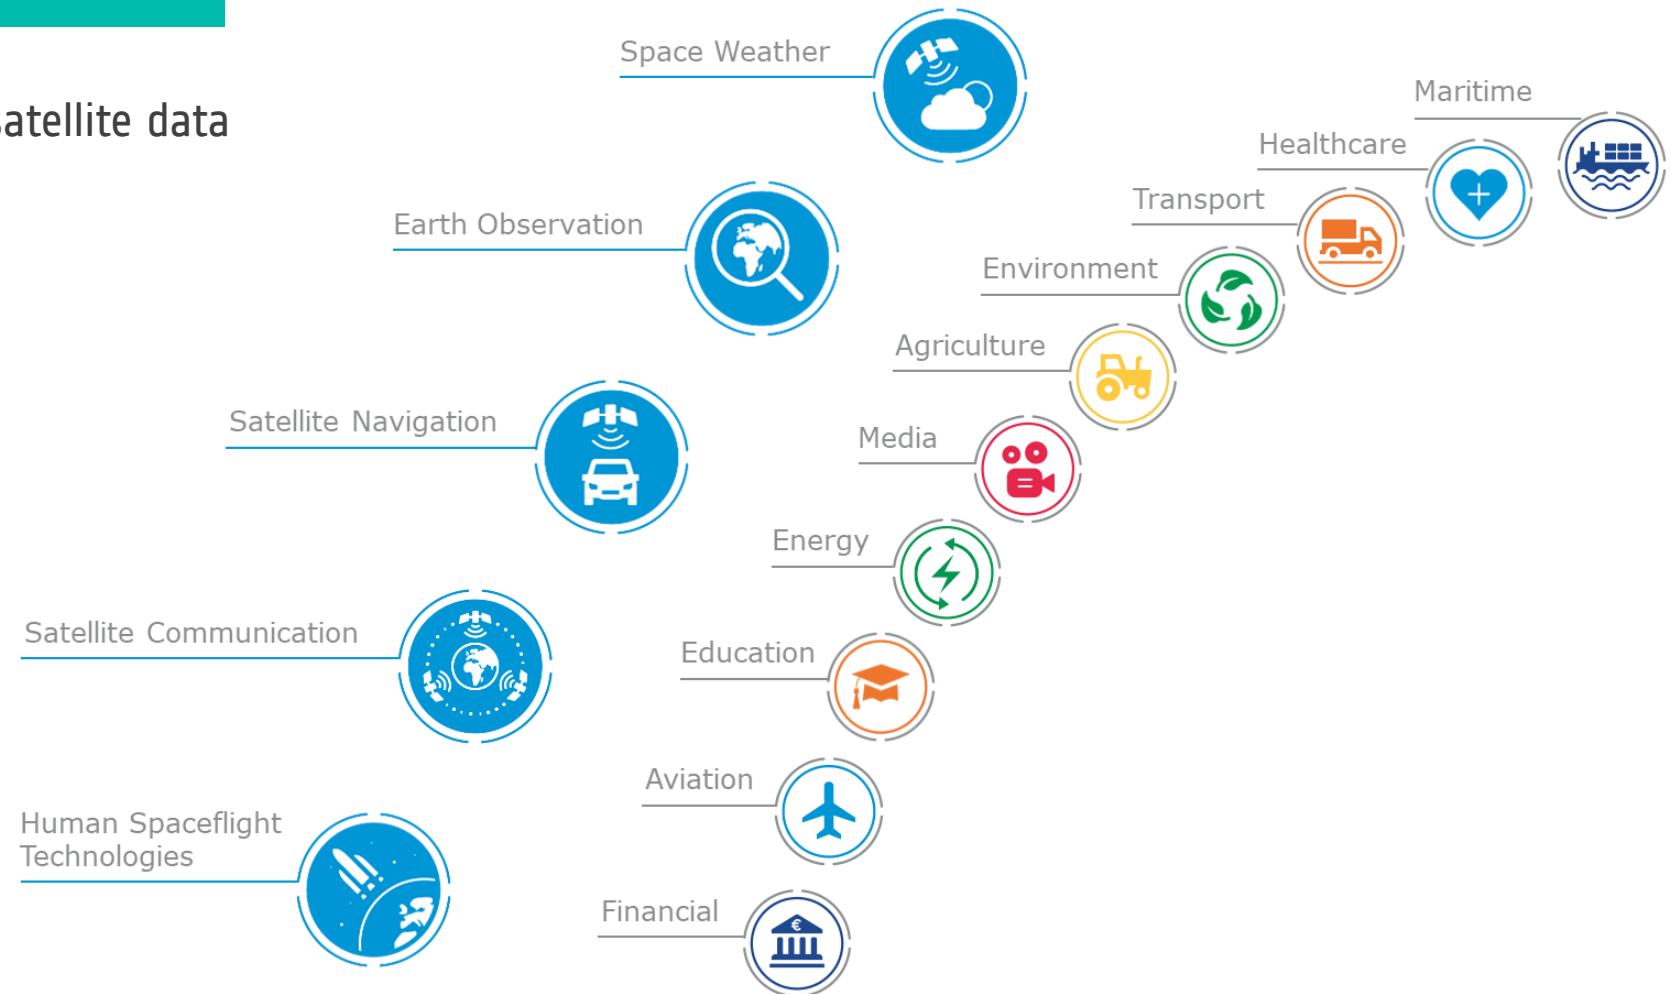 satellite data
Space Weather
Earth Observation
Satellite Navigation
Satellite Communication
Human Spaceflight
Technologies
Maritime
Healthcare
Transport
Environment
Agriculture
Media
Energy
Education
Aviation
Financial
€